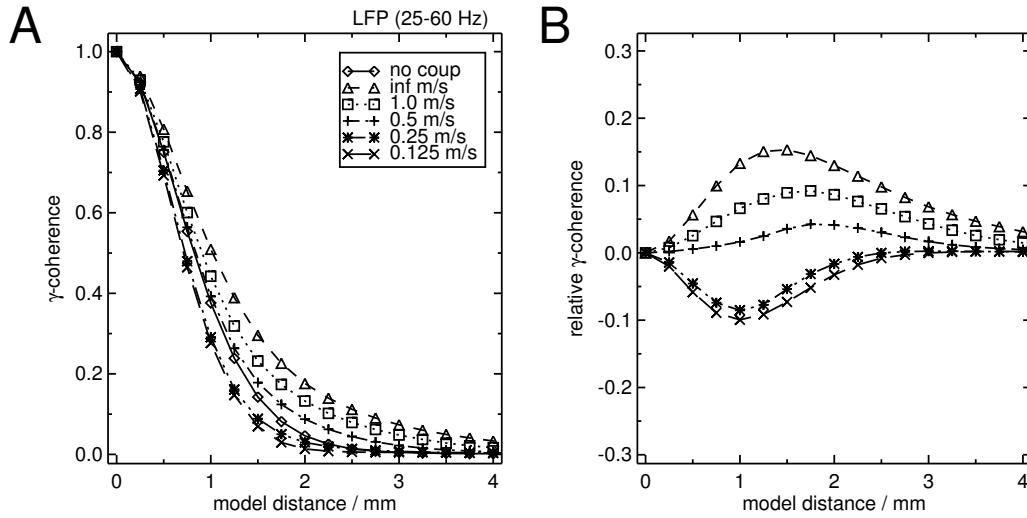 A
LFP (25-60 Hz)
1.0
0.8
0.6
0.4
0.2
0.0
γ-coherence
no coup
inf m/s
1.0 m/s
0.5 m/s
0.25 m/s
0.125 m/s
0 1 2 3 4
model distance / mm
B
0.3
0.2
0.1
0.0
-0.1
-0.2
-0.3
relative γ-coherence
0 1 2 3 4
model distance / mm